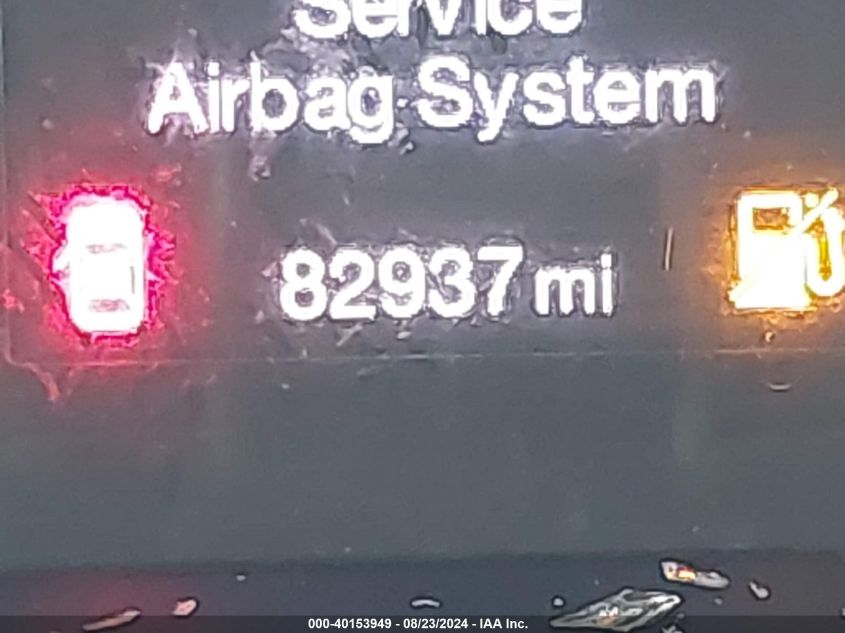 Service
Airbag System
82937 mi
000-40153949 - 08/23/2024 - IAA Inc.